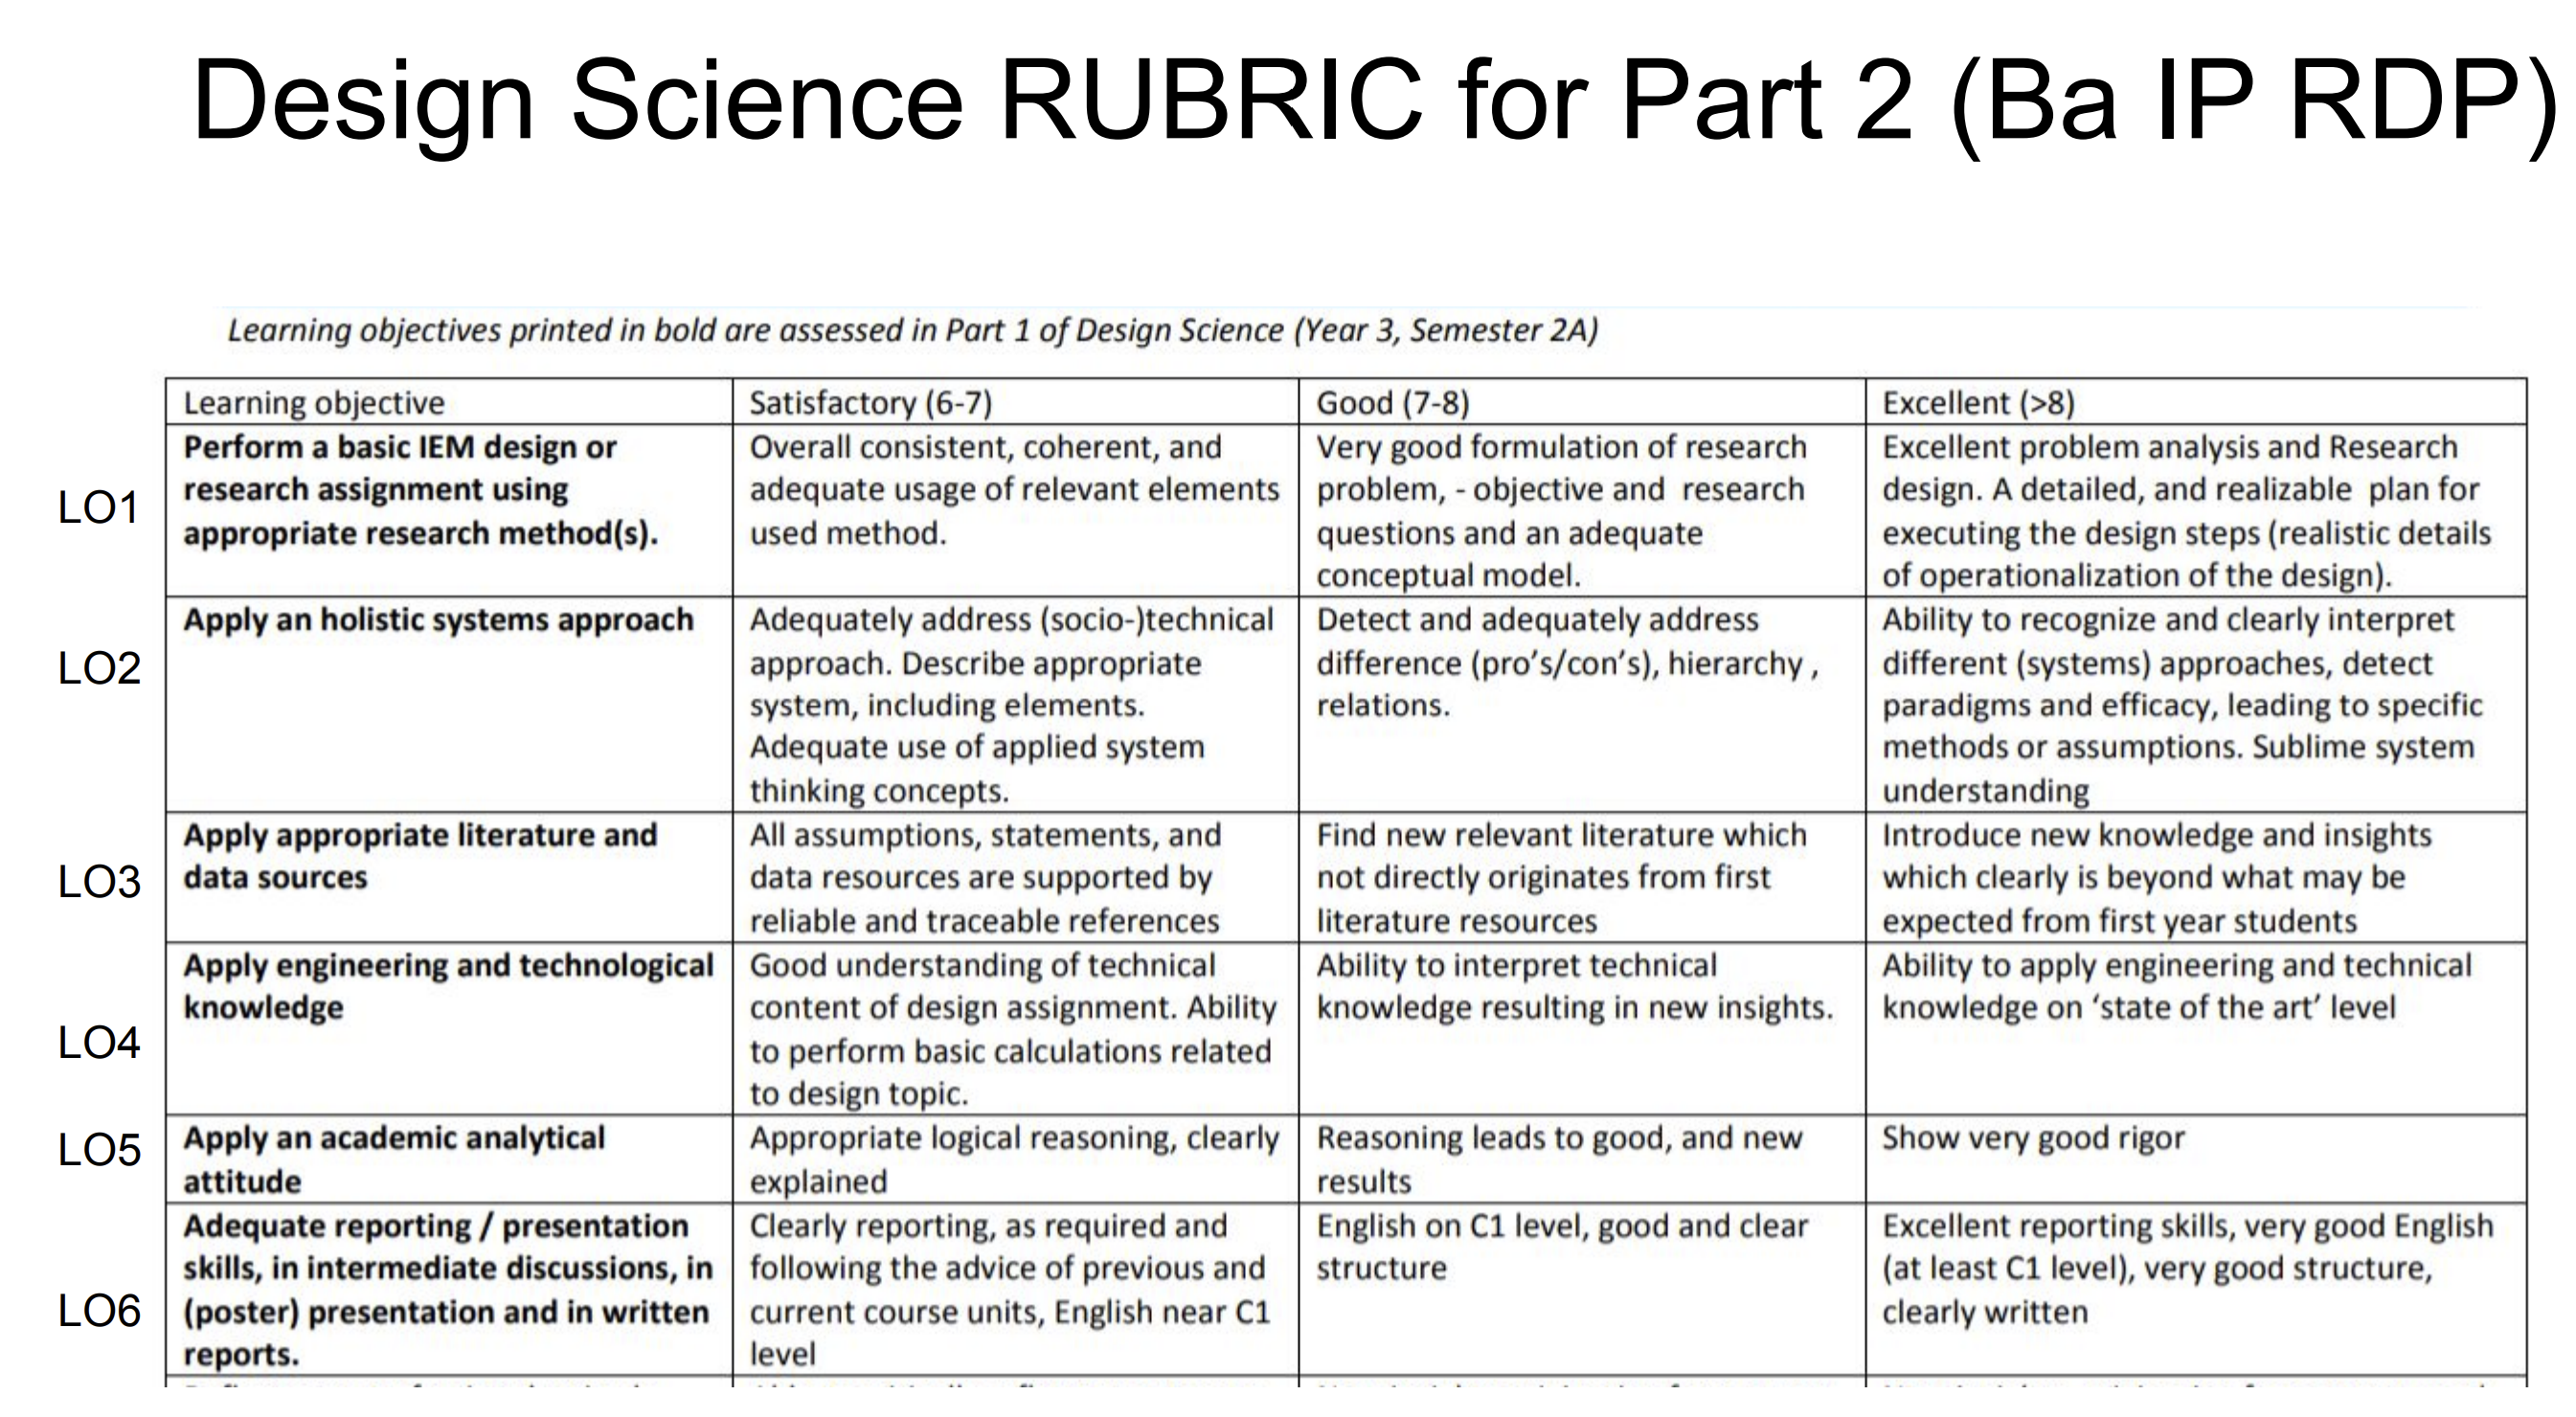 Design Science RUBRIC for Part 2 (Ba IP RDP)
Learning objectives printed in bold are assessed in Part 1 of Design Science (Year 3, Semester 2A)
Learning objective
Satisfactory (6-7)
Good (7-8)
Excellent (>8)
LO1
Perform a basic IEM design or
research assignment using
appropriate research method(s).
Overall consistent, coherent, and
adequate usage of relevant elements
used method.
Very good formulation of research
problem, - objective and research
questions and an adequate
conceptual model.
Excellent problem analysis and Research
design. A detailed, and realizable plan for
executing the design steps (realistic details
of operationalization of the design).
LO2
Apply an holistic systems approach
Adequately address (socio-)technical
approach. Describe appropriate
system, including elements.
Adequate use of applied system
thinking concepts.
Detect and adequately address
difference (pro's/con's), hierarchy ,
relations.
Ability to recognize and clearly interpret
different (systems) approaches, detect
paradigms and efficacy, leading to specific
methods or assumptions. Sublime system
understanding
LO3
Apply appropriate literature and
data sources
All assumptions, statements, and
data resources are supported by
reliable and traceable references
Find new relevant literature which
not directly originates from first
literature resources
Introduce new knowledge and insights
which clearly is beyond what may be
expected from first year students
LO4
Apply engineering and technological
knowledge
Good understanding of technical
content of design assignment. Ability
to perform basic calculations related
to design topic.
Ability to interpret technical
knowledge resulting in new insights.
Ability to apply engineering and technical
knowledge on ‘state of the art’ level
LO5
Apply an academic analytical
attitude
Appropriate logical reasoning, clearly
explained
Reasoning leads to good, and new
results
Show very good rigor
LO6
Adequate reporting / presentation
skills, in intermediate discussions, in
(poster) presentation and in written
reports.
Clearly reporting, as required and
following the advice of previous and
current course units, English near C1
level
English on C1 level, good and clear
structure
Excellent reporting skills, very good English
(at least C1 level), very good structure,
clearly written